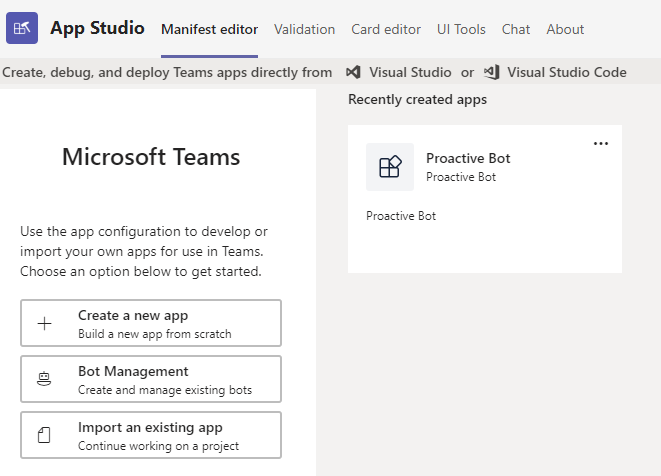 App Studio
Manifest editor
Validation
Card editor
UI Tools
Chat
About
Create, debug, and deploy Teams apps directly from Visual Studio or Visual Studio Code
Microsoft Teams
Use the app configuration to develop or
import your own apps for use in Teams.
Choose an option below to get started.
Create a new app
Build a new app from scratch
Bot Management
Create and manage existing bots
Import an existing app
Continue working on a project
Recently created apps
Proactive Bot
Proactive Bot
Proactive Bot